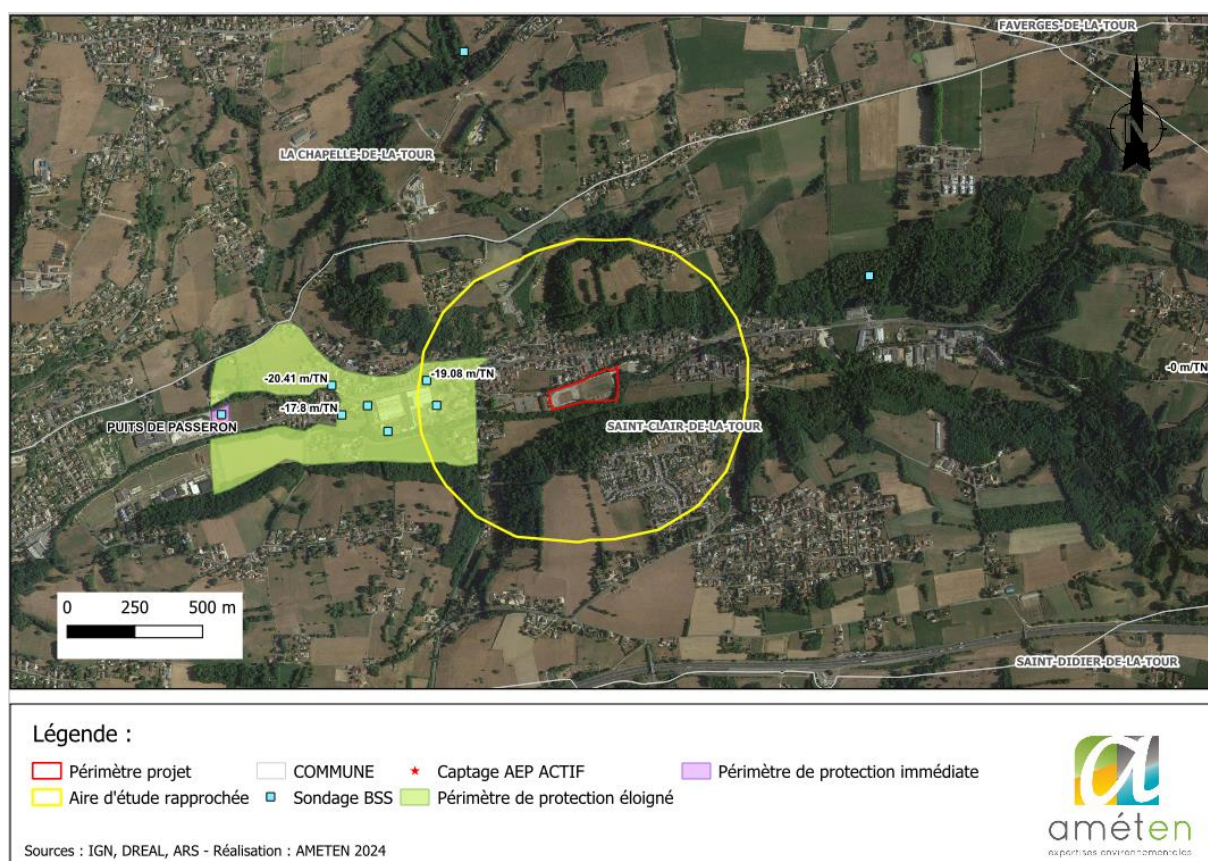 FAVERGES-DE-LA-TOUR
N
LA CHAPELLE-DE-LA-TOUR
-20.41 m/TN
-19.08 m/TN
-0 m/TN
-17.8 m/TN
PUITS DE PASSERON
SAINT-CLAIR-DE-LA-TOUR
0 250 500 m
SAINT-DIDIER-DE-LA-TOUR
Légende :
Périmètre projet
COMMUNE
Captage AEP ACTIF
Périmètre de protection immédiate
Aire d'étude rapprochée
Sondage BSS
Périmètre de protection éloigné
a
améten
expertises environnementales
Sources : IGN, DREAL, ARS - Réalisation : AMETEN 2024